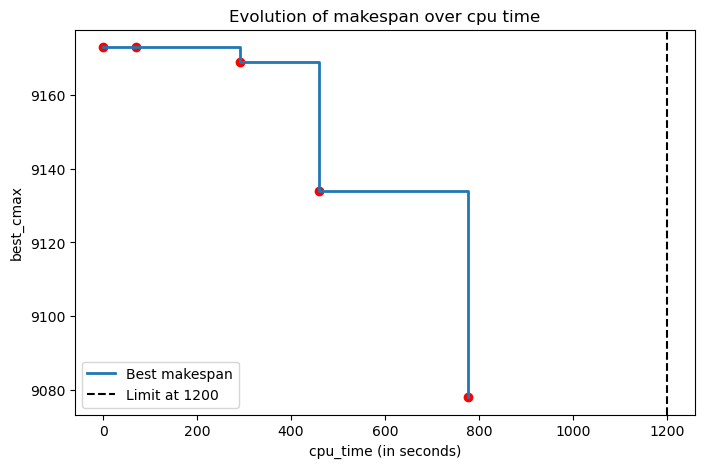 Evolution of makespan over cpu time
best_cmax
9160
9140
9120
9100
9080
Best makespan
Limit at 1200
0
200
400
600
800
1000
1200
cpu_time (in seconds)